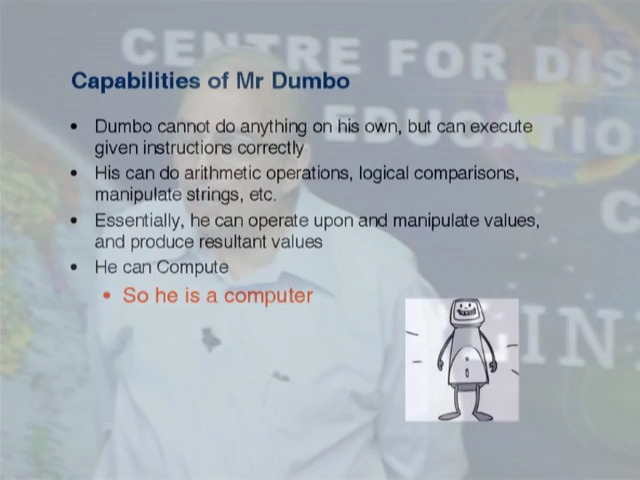 CENTRE FOR DIS
EDUCATIO
Capabilities of Mr Dumbo
• Dumbo cannot do anything on his own, but can execute
given instructions correctly
• His can do arithmetic operations, logical comparisons,
manipulate strings, etc.
• Essentially, he can operate upon and manipulate values,
and produce resultant values
• He can Compute
• So he is a computer